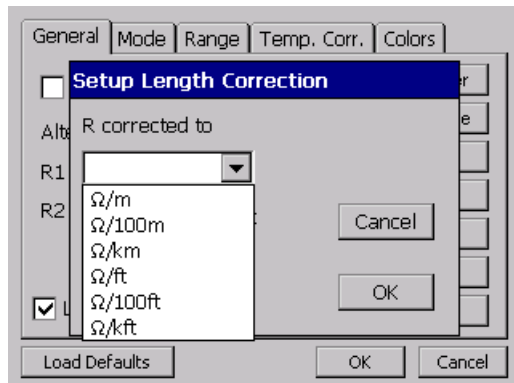 General Mode Range Temp. Corr. Colors
Setup Length Correction
R corrected to
R1
R2
Ω/m
Ω/100m
Ω/km
Ω/ft
Ω/100ft
Ω/kft
Cancel
OK
Load Defaults OK Cancel